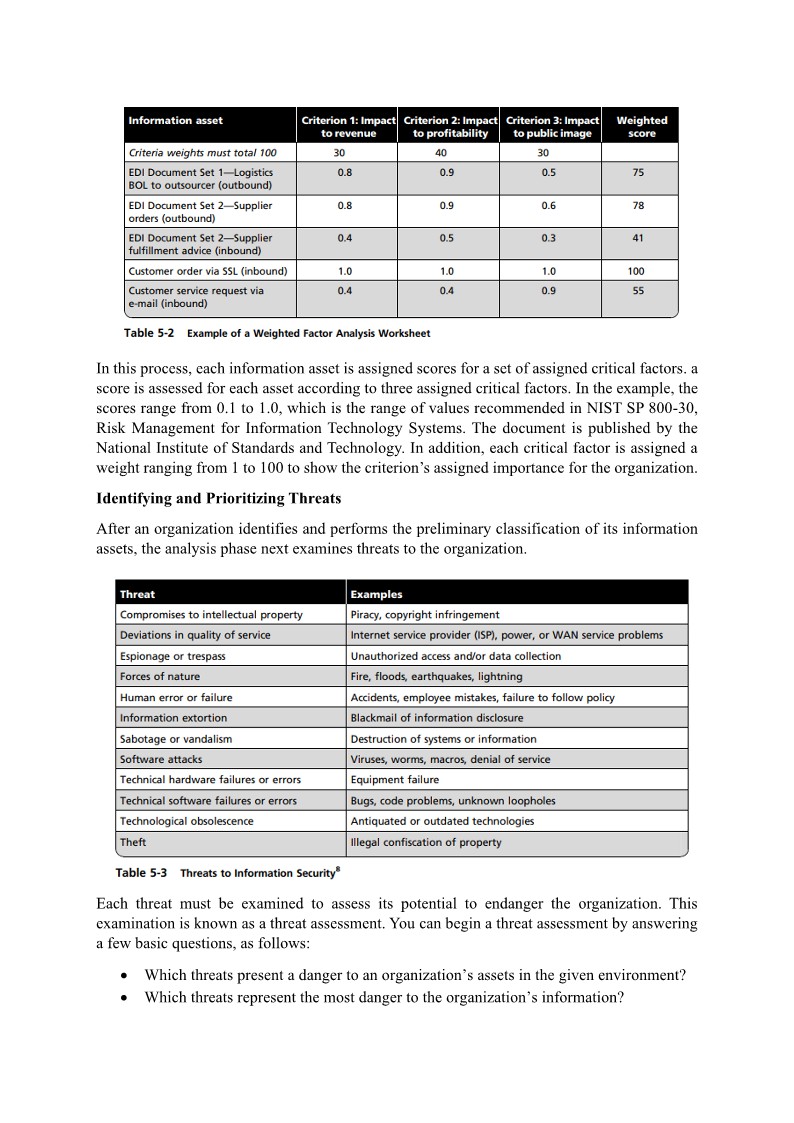 Information asset Criterion 1: Impact to revenue Criterion 2: Impact to profitability Criterion 3: Impact to public image Weighted score
Criteria weights must total 100 30 40 30
EDI Document Set 1—Logistics BOL to outsourcer (outbound) 0.8 0.9 0.5 75
EDI Document Set 2—Supplier orders (outbound) 0.8 0.9 0.6 78
EDI Document Set 2—Supplier fulfillment advice (inbound) 0.4 0.5 0.3 41
Customer order via SSL (inbound) 1.0 1.0 1.0 100
Customer service request via e-mail (inbound) 0.4 0.4 0.9 55
Table 5-2 Example of a Weighted Factor Analysis Worksheet
In this process, each information asset is assigned scores for a set of assigned critical factors. a
score is assessed for each asset according to three assigned critical factors. In the example, the
scores range from 0.1 to 1.0, which is the range of values recommended in NIST SP 800-30,
Risk Management for Information Technology Systems. The document is published by the
National Institute of Standards and Technology. In addition, each critical factor is assigned a
weight ranging from 1 to 100 to show the criterion's assigned importance for the organization.
Identifying and Prioritizing Threats
After an organization identifies and performs the preliminary classification of its information
assets, the analysis phase next examines threats to the organization.
Threat Examples
Compromises to intellectual property Piracy, copyright infringement
Deviations in quality of service Internet service provider (ISP), power, or WAN service problems
Espionage or trespass Unauthorized access and/or data collection
Forces of nature Fire, floods, earthquakes, lightning
Human error or failure Accidents, employee mistakes, failure to follow policy
Information extortion Blackmail of information disclosure
Sabotage or vandalism Destruction of systems or information
Software attacks Viruses, worms, macros, denial of service
Technical hardware failures or errors Equipment failure
Technical software failures or errors Bugs, code problems, unknown loopholes
Technological obsolescence Antiquated or outdated technologies
Theft Illegal confiscation of property
Table 5-3 Threats to Information Security8
Each threat must be examined to assess its potential to endanger the organization. This
examination is known as a threat assessment. You can begin a threat assessment by answering
a few basic questions, as follows:
• Which threats present a danger to an organization's assets in the given environment?
• Which threats represent the most danger to the organization's information?